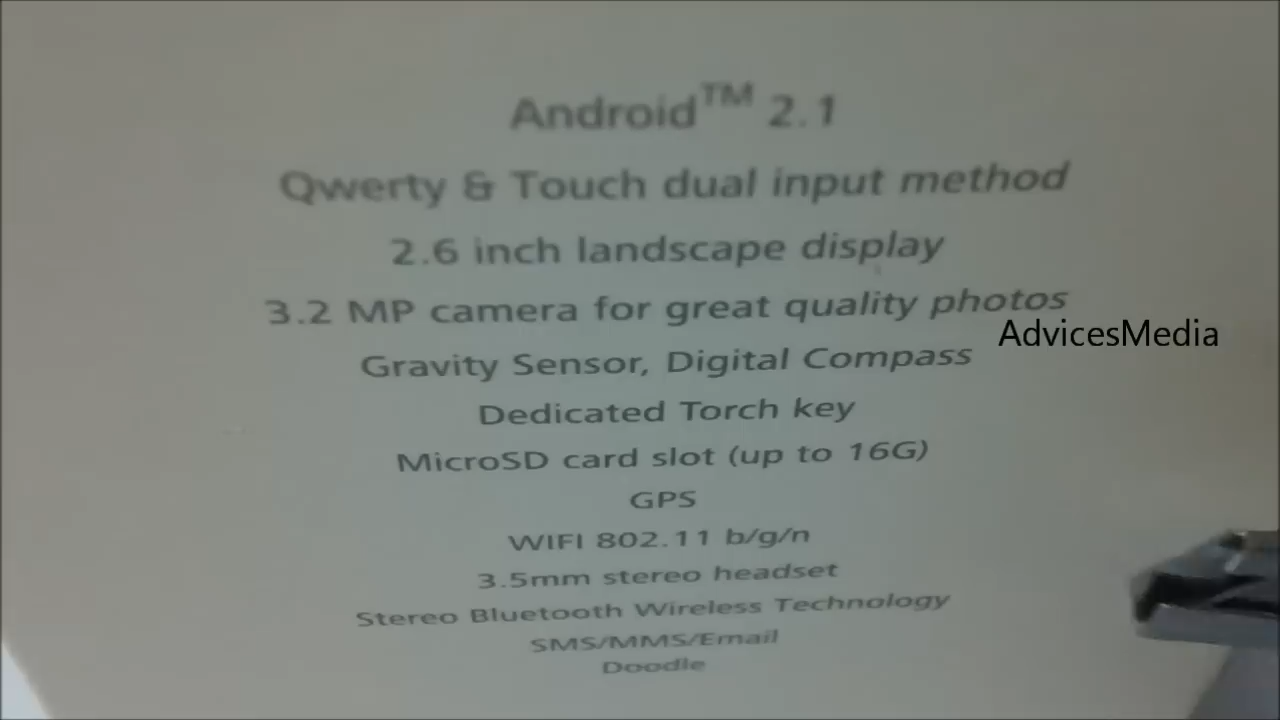 Android™ 2.1
Qwerty & Touch dual input method
2.6 inch landscape display
3.2 MP camera for great quality photos
AdvicesMedia
Gravity Sensor, Digital Compass
Dedicated Torch key
MicroSD card slot (up to 16G)
GPS
WIFI 802.11 b/g/n
3.5mm stereo headset
Stereo Bluetooth Wireless Technology
SMS/MMS/Email
Doodle